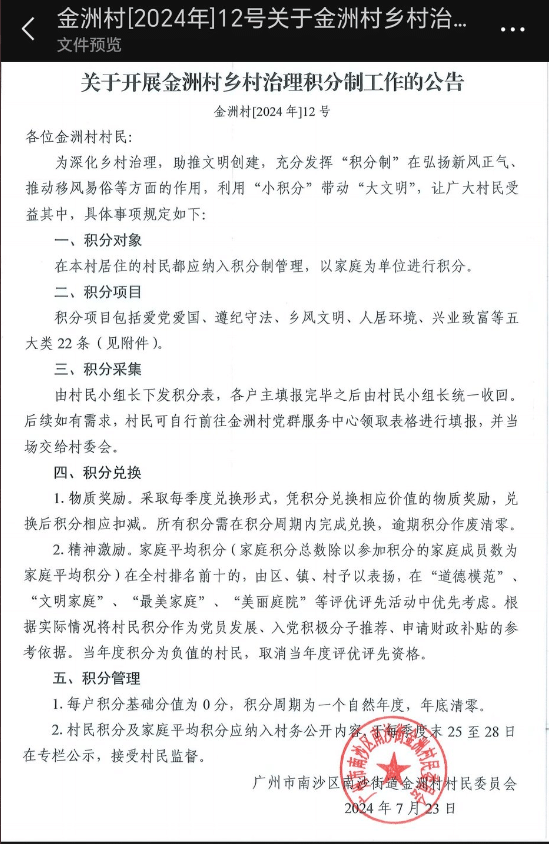 金洲村[2024年]12号关于金洲村乡村治...
文件预览
关于开展金洲村乡村治理积分制工作的公告
金洲村[2024 年]12 号
各位金洲村村民：
为深化乡村治理，助推文明创建，充分发挥“积分制”在弘扬新风正气、
推动移风易俗等方面的作用，利用“小积分”带动“大文明”，让广大村民受
益其中，具体事项规定如下：
一、积分对象
在本村居住的村民都应纳入积分制管理，以家庭为单位进行积分。
二、积分项目
积分项目包括爱党爱国、遵纪守法、乡风文明、人居环境、兴业致富等五
大类 22 条（见附件）。
三、积分采集
由村民小组长下发积分表，各户主填报完毕之后由村民小组长统一收回。
后续如有需求，村民可自行前往金洲村党群服务中心领取表格进行填报，并当
场交给村委会。
四、积分兑换
1. 物质奖励。采取每季度兑换形式，凭积分兑换相应价值的物质奖励，兑
换后积分相应扣减。所有积分需在积分周期内完成兑换，逾期积分作废清零。
2. 精神激励。家庭平均积分（家庭积分总数除以参加积分的家庭成员数为
家庭平均积分）在全村排名前十的，由区、镇、村予以表扬，在“道德模范”、
“文明家庭”、“最美家庭”、“美丽庭院”等评优评先活动中优先考虑。根
据实际情况将村民积分作为党员发展、入党积极分子推荐、申请财政补贴的参
考依据。当年度积分为负值的村民，取消当年度评优评先资格。
五、积分管理
1. 每户积分基础分值为 0 分，积分周期为一个自然年度，年底清零。
2. 村民积分及家庭平均积分应纳入村务公开内容，于每季度末 25 至 28 日
在专栏公示，接受村民监督。
广州市南沙区南沙街道金洲村村民委员会
2024 年 7 月 23 日